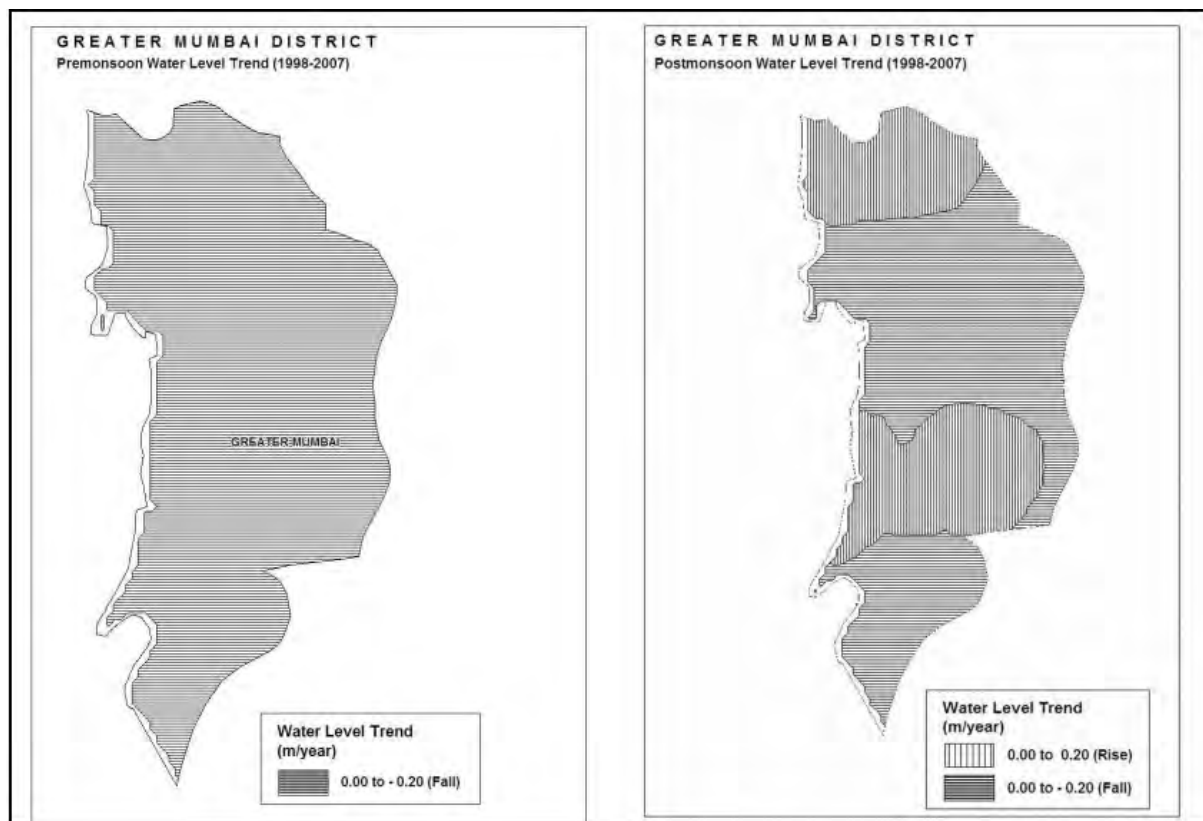 GREATER MUMBAI DISTRICT
Premonsoon Water Level Trend (1998-2007)
GREATER MUMBAI
Water Level Trend
(m/year)
0.00 to - 0.20 (Fall)
GREATER MUMBAI DISTRICT
Postmonsoon Water Level Trend (1998-2007)
Water Level Trend
(m/year)
0.00 to 0.20 (Rise)
0.00 to - 0.20 (Fall)